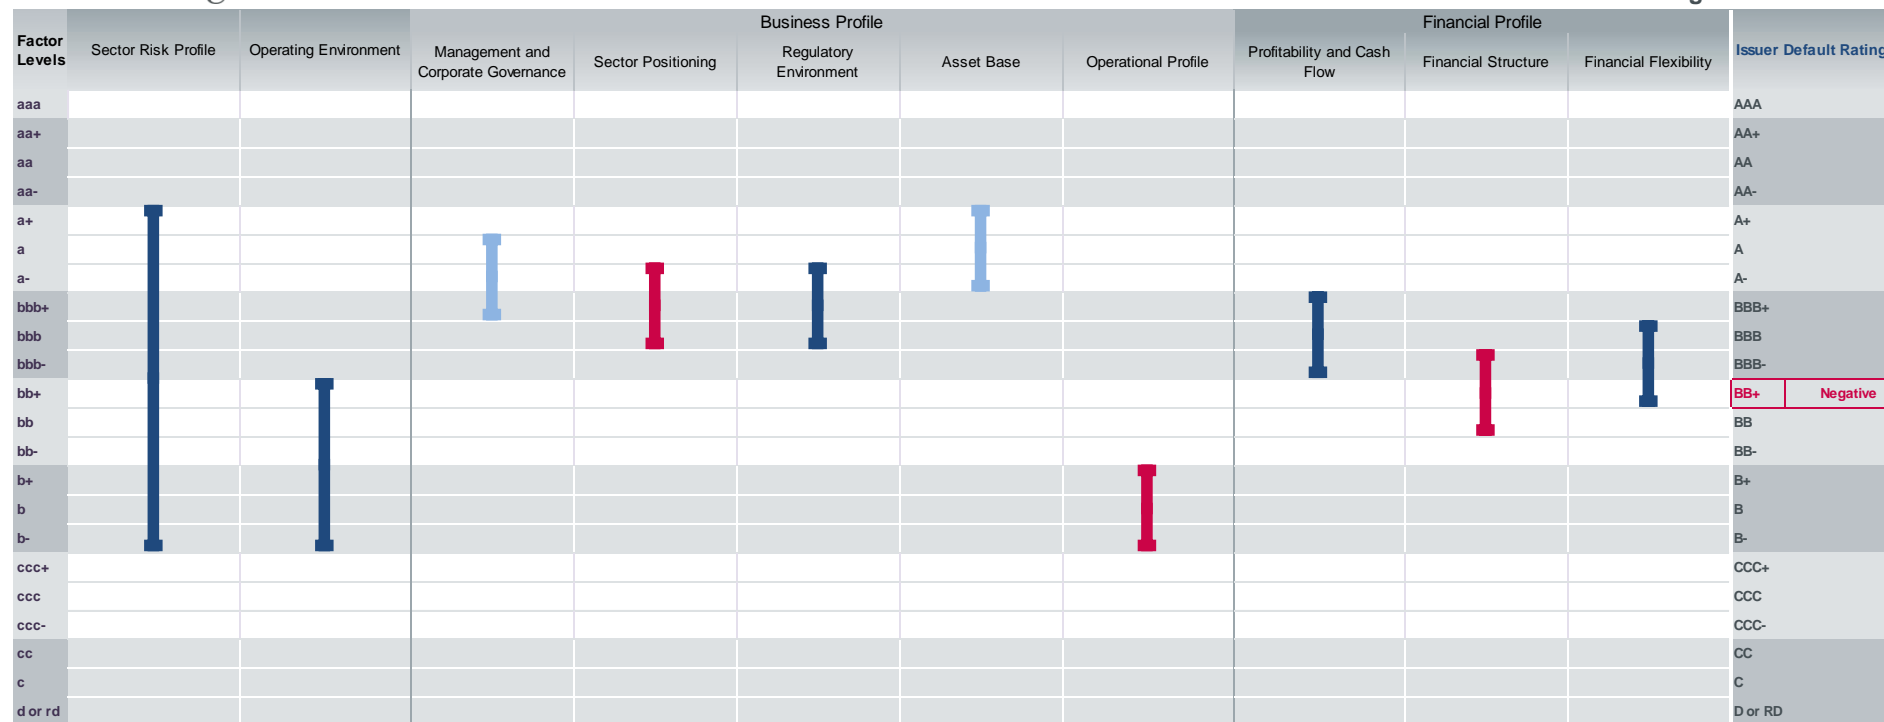 Business Profile
Financial Profile
Factor Levels
Sector Risk Profile
Operating Environment
Management and Corporate Governance
Sector Positioning
Regulatory Environment
Asset Base
Operational Profile
Profitability and Cash Flow
Financial Structure
Financial Flexibility
Issuer Default Rating
aaa AAA
aa+ AA+
aa AA
aa- AA-
a+ A+
a A
a- A-
bbb+ BBB+
bbb BBB
bbb- BBB-
bb+ BB+ Negative
bb BB
bb- BB-
b+ B+
b B
b- B-
ccc+ CCC+
ccc CCC
ccc- CCC-
cc CC
c C
d or rd D or RD